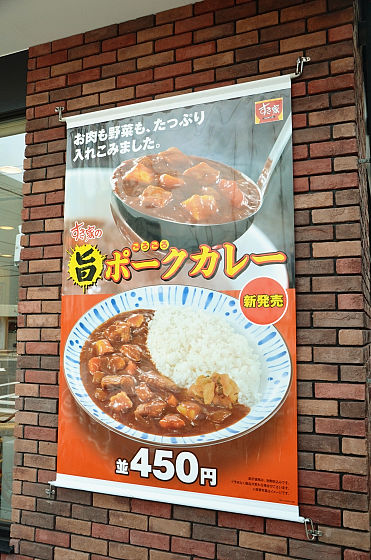 お肉も野菜も、たっぷり
入れこみました。
すき家
すき家の
ごろごろ
旨ポークカレー
新発売
並450円